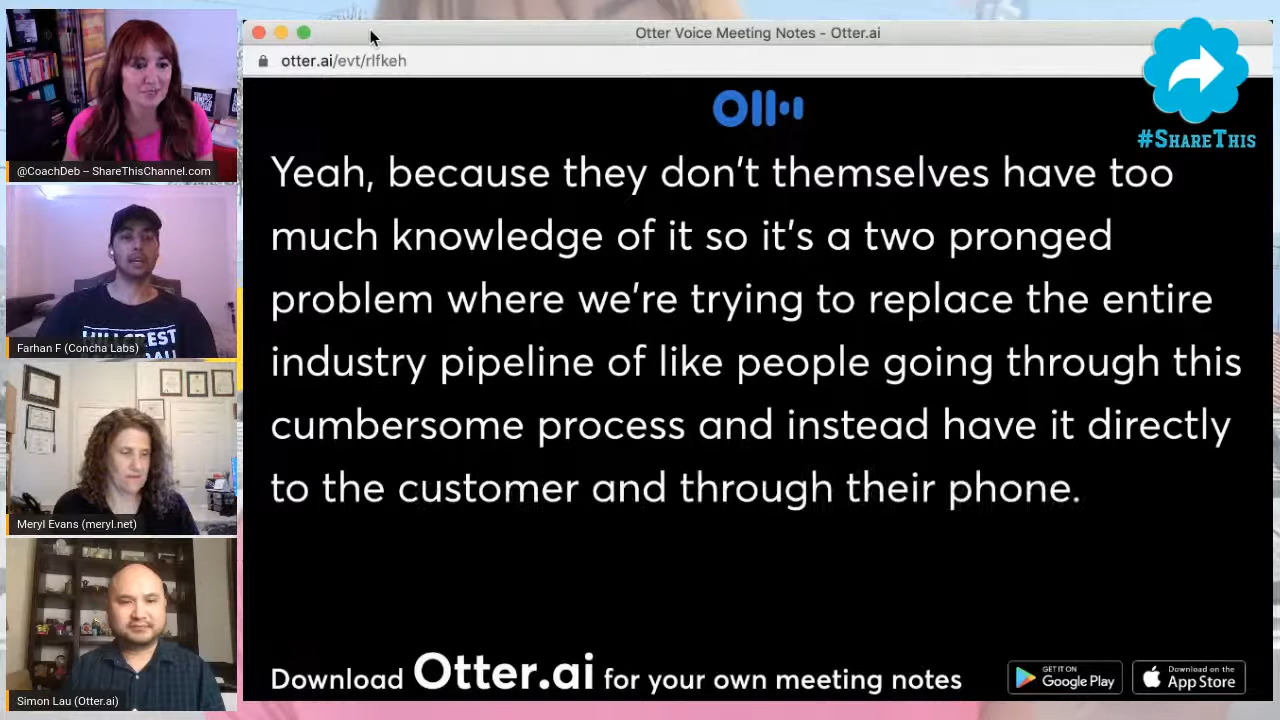 Otter Voice Meeting Notes - Otter.ai
otter.ai/evt/rlfkeh
#SHARETHIS
Yeah, because they don't themselves have too
much knowledge of it so it's a two pronged
problem where we're trying to replace the entire
industry pipeline of like people going through this
cumbersome process and instead have it directly
to the customer and through their phone.
Download Otter.ai for your own meeting notes
GET IT ON
Google Play
Download on the
App Store
@CoachDeb – ShareThisChannel.com
HILLCREST
Farhan F (Concha Labs)
Meryl Evans (meryl.net)
Simon Lau (Otter.ai)